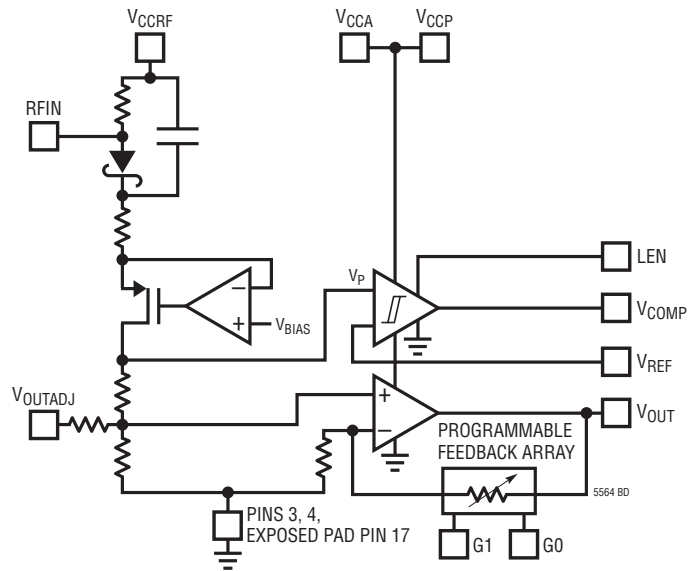 VCCRF
VCCA
VCCP
RFIN
LEN
VP
VCOMP
−
+
VBIAS
VREF
VOUTADJ
+
−
VOUT
PROGRAMMABLE
FEEDBACK ARRAY
5564 BD
PINS 3, 4,
EXPOSED PAD PIN 17
G1
G0